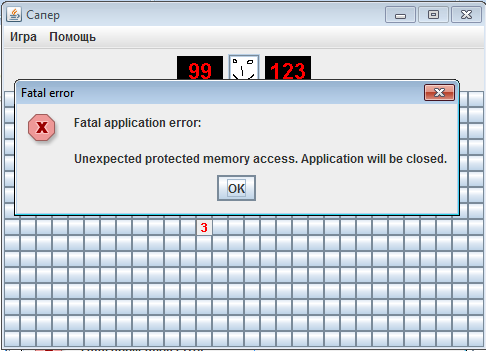 Сапер
Игра Помощь
99 123
Fatal error
Fatal application error:
Unexpected protected memory access. Application will be closed.
OK
3